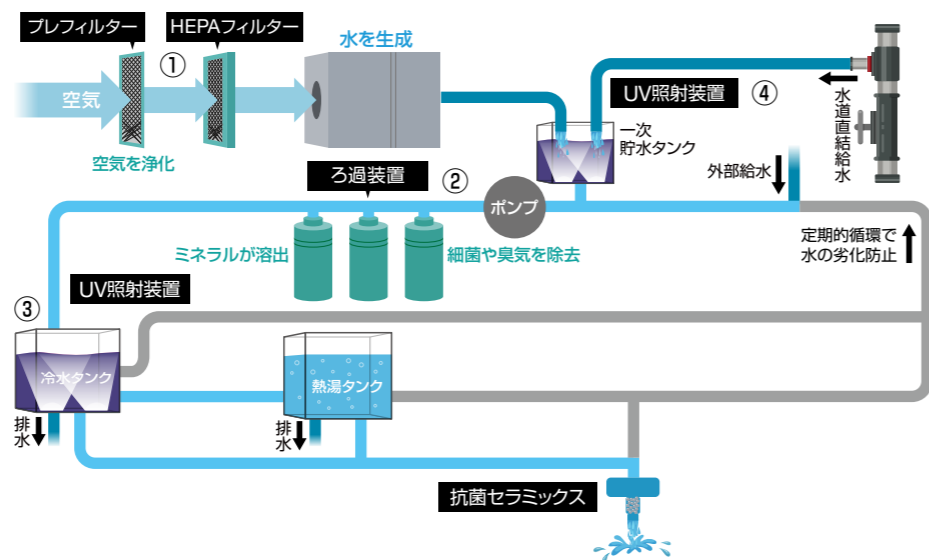 プレフィルター
HEPAフィルター
水を生成
①
空気
空気を浄化
UV照射装置
④
水道直結給水
一次
貯水タンク
外部給水
ろ過装置
②
ポンプ
ミネラルが溶出
細菌や臭気を除去
定期的循環で
水の劣化防止
UV照射装置
③
冷水タンク
熱湯タンク
排水
排水
抗菌セラミックス